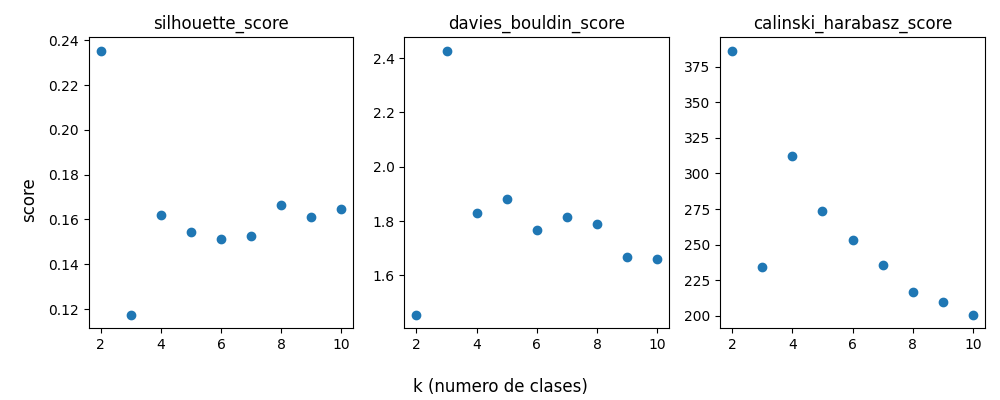 silhouette_score
davies_bouldin_score
calinski_harabasz_score
score
0.24
0.22
0.20
0.18
0.16
0.14
0.12
2 4 6 8 10
2.4
2.2
2.0
1.8
1.6
2 4 6 8 10
375
350
325
300
275
250
225
200
2 4 6 8 10
k (numero de clases)